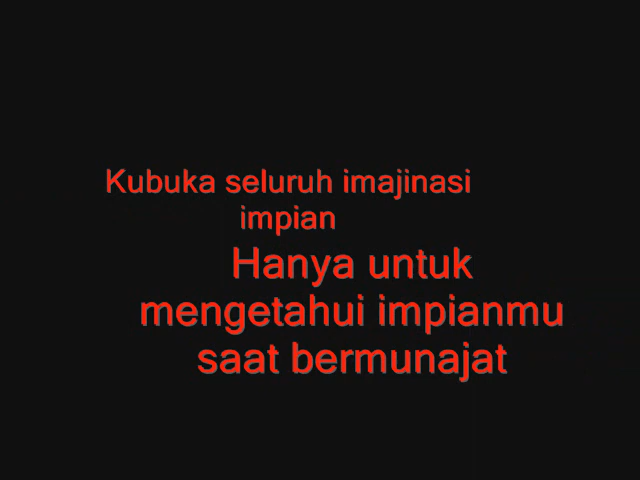 Kubuka seluruh imajinasi
impian
Hanya untuk
mengetahui impianmu
saat bermunajat